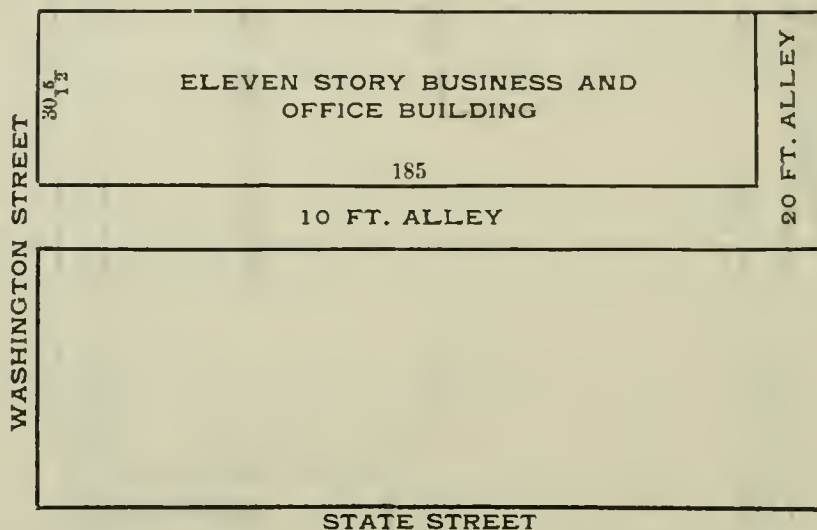 ELEVEN STORY BUSINESS AND
OFFICE BUILDING
30 5/12
185
10 FT. ALLEY
20 FT. ALLEY
WASHINGTON STREET
STATE STREET